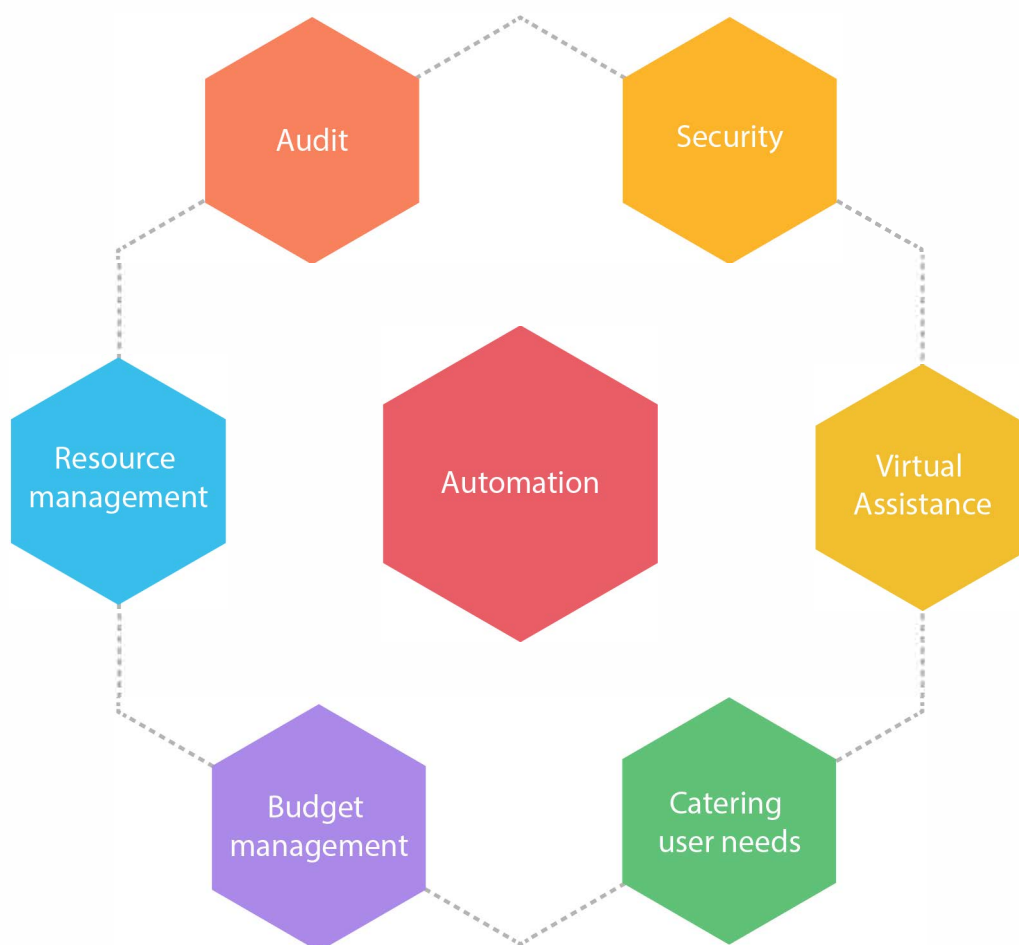 Audit
Security
Resource
management
Automation
Virtual
Assistance
Budget
management
Catering
user needs